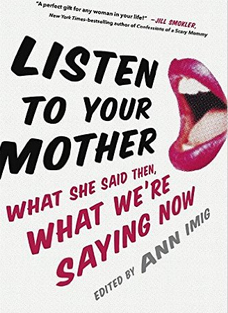 "A perfect gift for any woman in your life!" —JILL SMOKLER,
New York Times-bestselling author of Confessions of a Scary Mommy
LISTEN
TO YOUR
MOTHER
WHAT SHE SAID THEN,
WHAT WE'RE
SAYING NOW
EDITED BY ANN IMIG